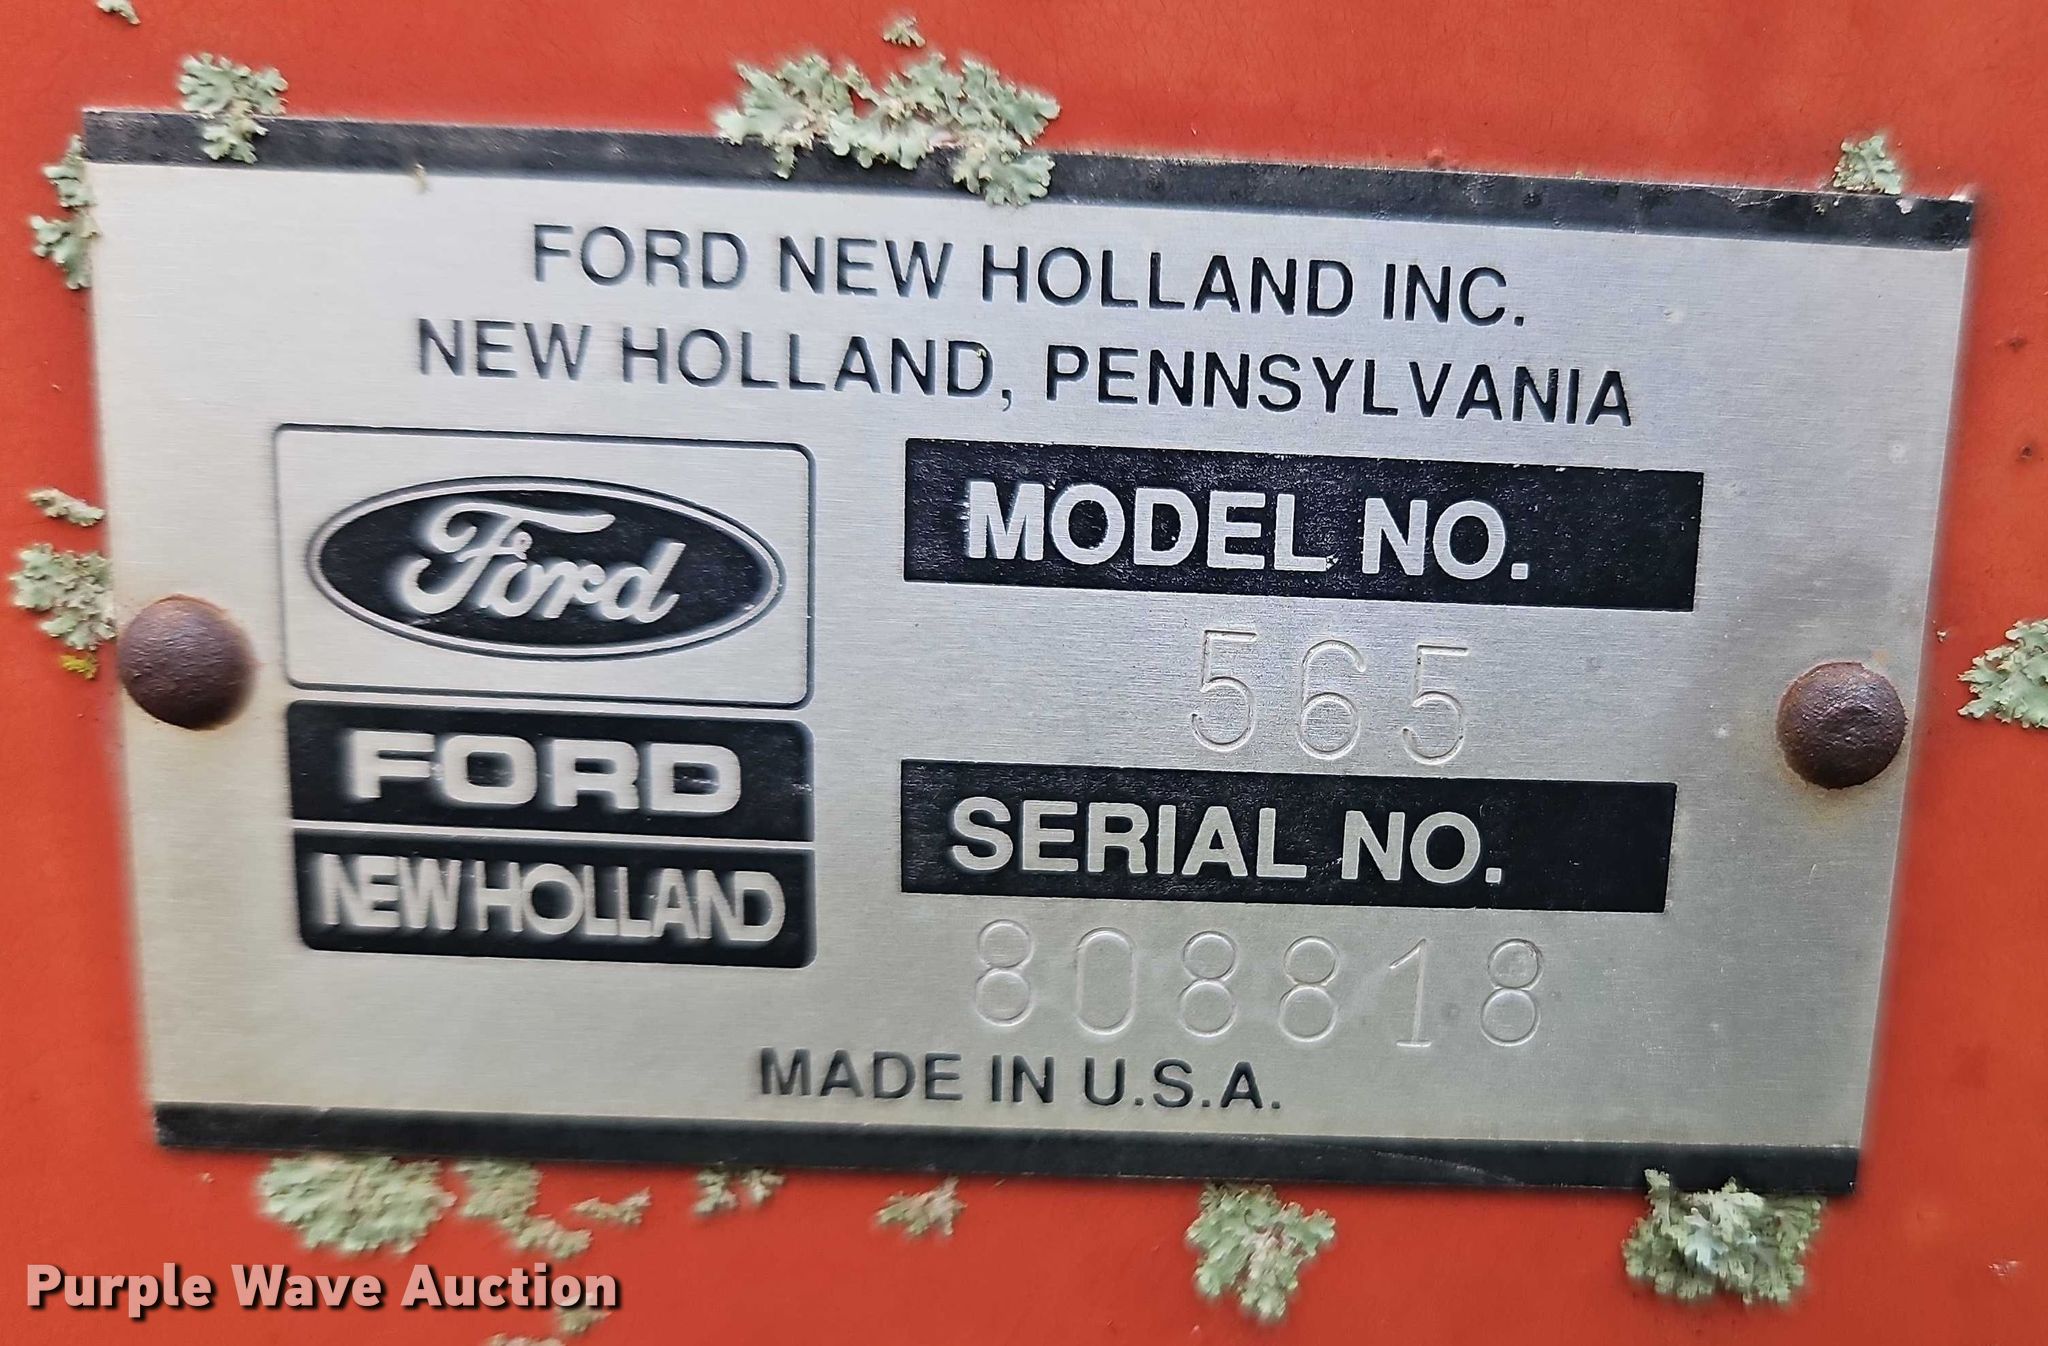 FORD NEW HOLLAND INC.
NEW HOLLAND, PENNSYLVANIA
Ford
FORD
NEW HOLLAND
MODEL NO.
565
SERIAL NO.
808818
MADE IN U.S.A.
Purple Wave Auction